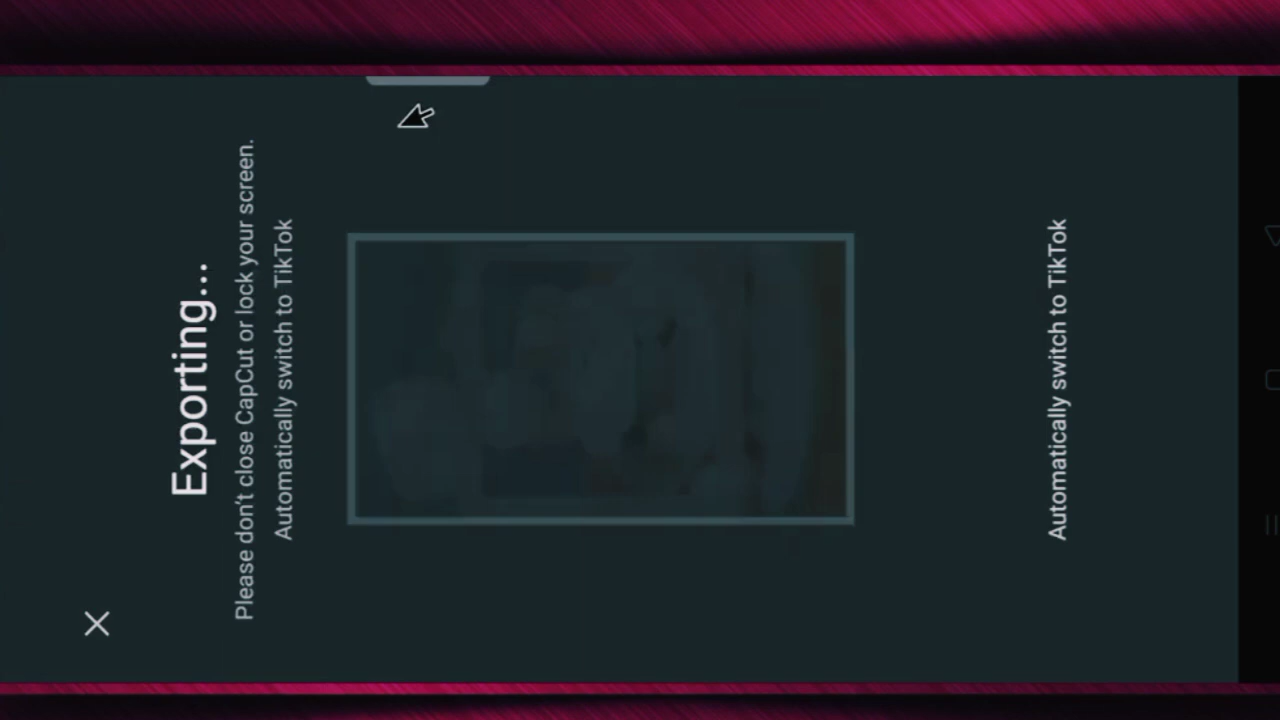 Exporting...
Please don't close CapCut or lock your screen.
Automatically switch to TikTok
Automatically switch to TikTok